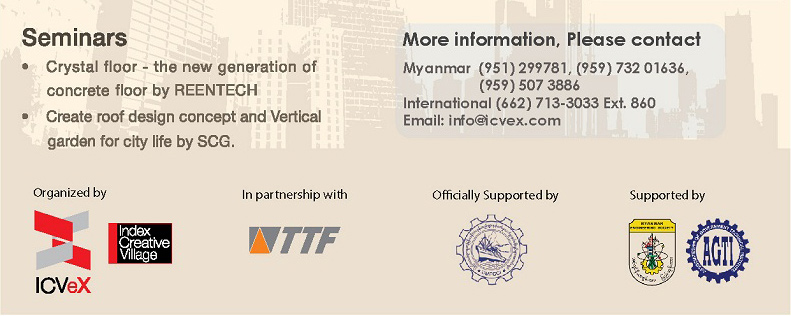 Seminars
• Crystal floor - the new generation of
concrete floor by REENTECH
• Create roof design concept and Vertical
garden for city life by SCG.
More information, Please contact
Myanmar (951) 299781, (959) 732 01636,
(959) 507 3886
International (662) 713-3033 Ext. 860
Email: info@icvex.com
Organized by
ICVeX
Index
Creative
Village
In partnership with
TTF
Officially Supported by
Supported by
MYANMAR
ENGINEERING SOCIETY
AGTI